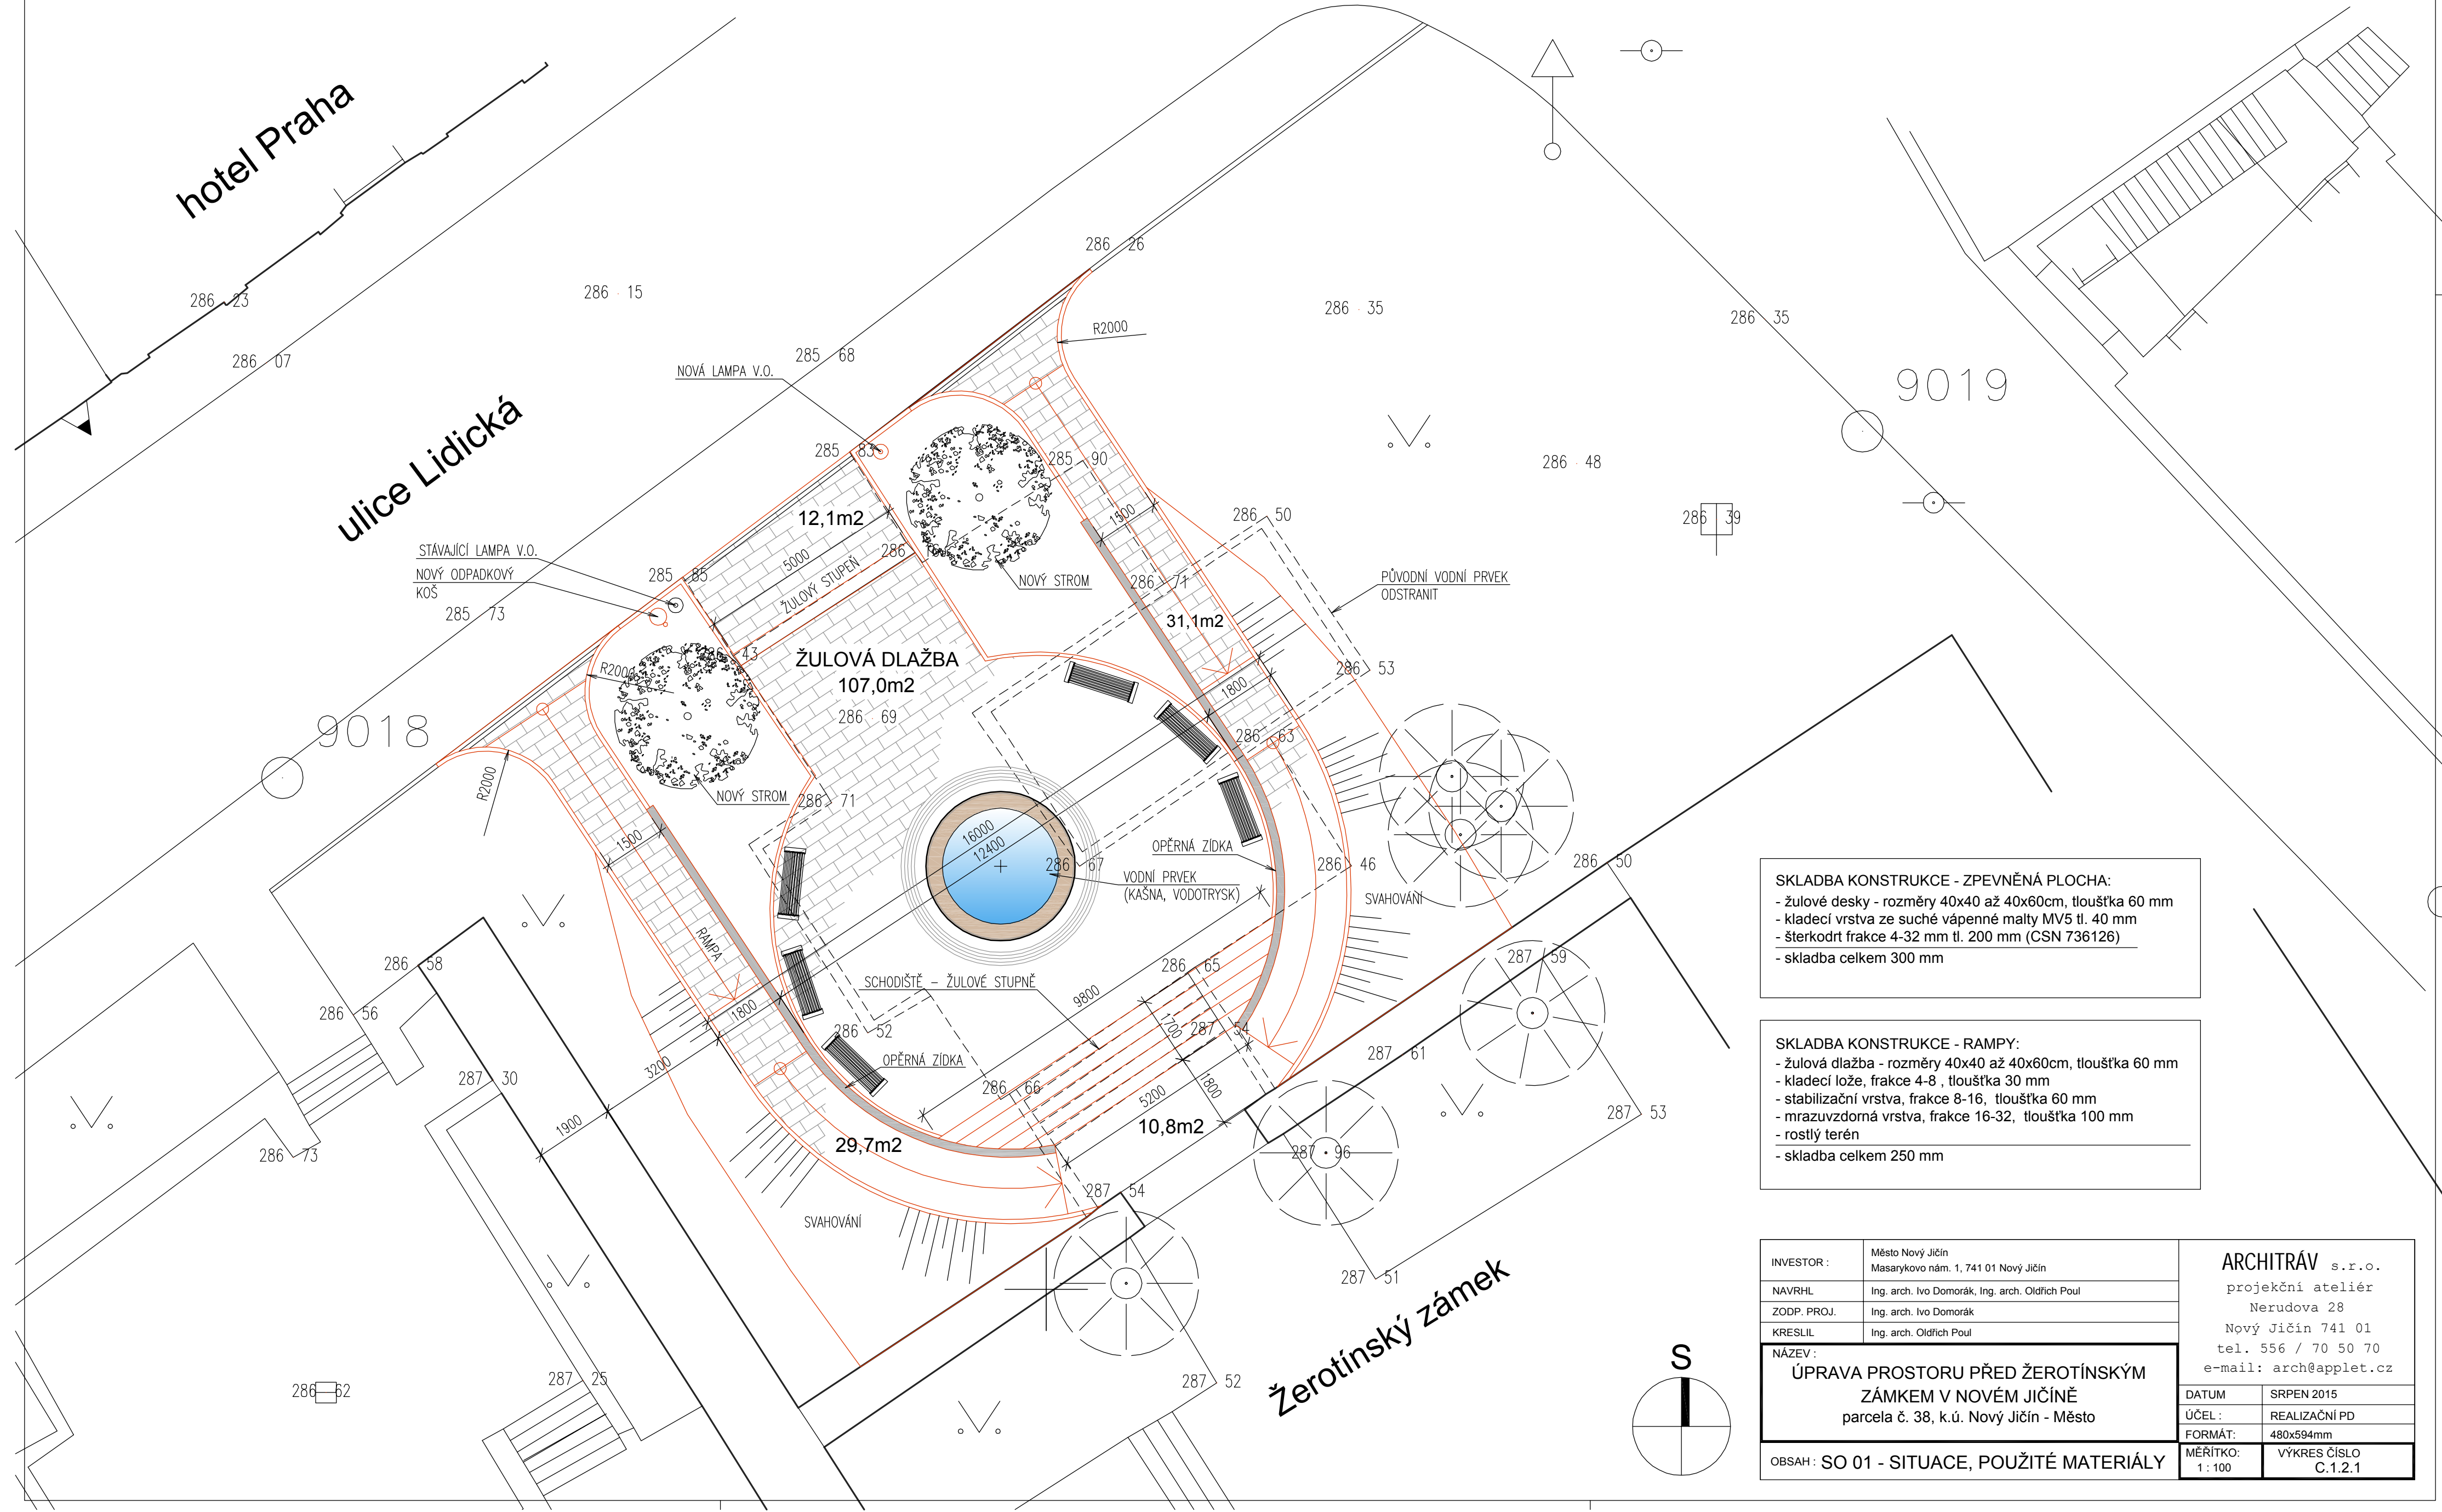 hotel Praha
ulice Lidická
286 23
286 07
286 15
285 68
286 26
286 35
286 35
R2000
NOVÁ LAMPA V.O.
9019
285 83
285 90
286 48
286 50
286 39
12,1m2
1500
5000
ŽULOVÝ STUPEŇ
286
STÁVAJÍCÍ LAMPA V.O.
NOVÝ ODPADKOVÝ
KOŠ
285 85
285 73
NOVÝ STROM
286 71
PŮVODNÍ VODNÍ PRVEK
ODSTRANIT
31,1m2
43
ŽULOVÁ DLAŽBA
107,0m2
286 69
R2000
286 53
1800
9018
286 63
R2000
NOVÝ STROM
286 71
1500
16000
12400
286 67
OPĚRNÁ ZÍDKA
VODNÍ PRVEK
(KAŠNA, VODOTRYSK)
286 46
SVAHOVÁNÍ
286 50
RAMPA
286 58
286 56
SCHODIŠTĚ – ŽULOVÉ STUPNĚ
286 65
287 59
9800
1800
286 52
1700
287 54
OPĚRNÁ ZÍDKA
3200
287 61
287 30
286 66
1800
5200
10,8m2
287 53
1900
29,7m2
286 73
287 96
287 54
SVAHOVÁNÍ
287 51
Žerotínský zámek
286 62
287 25
287 52
S
SKLADBA KONSTRUKCE - ZPEVNĚNÁ PLOCHA:
- žulové desky - rozměry 40x40 až 40x60cm, tloušťka 60 mm
- kladecí vrstva ze suché vápenné malty MV5 tl. 40 mm
- šterkodrt frakce 4-32 mm tl. 200 mm (CSN 736126)
- skladba celkem 300 mm
SKLADBA KONSTRUKCE - RAMPY:
- žulová dlažba - rozměry 40x40 až 40x60cm, tloušťka 60 mm
- kladecí lože, frakce 4-8 , tloušťka 30 mm
- stabilizační vrstva, frakce 8-16, tloušťka 60 mm
- mrazuvzdorná vrstva, frakce 16-32, tloušťka 100 mm
- rostlý terén
- skladba celkem 250 mm
INVESTOR :
Město Nový Jičín
Masarykovo nám. 1, 741 01 Nový Jičín
NAVRHL
Ing. arch. Ivo Domorák, Ing. arch. Oldřich Poul
ZODP. PROJ.
Ing. arch. Ivo Domorák
KRESLIL
Ing. arch. Oldřich Poul
NÁZEV :
ÚPRAVA PROSTORU PŘED ŽEROTÍNSKÝM
ZÁMKEM V NOVÉM JIČÍNĚ
parcela č. 38, k.ú. Nový Jičín - Město
OBSAH : SO 01 - SITUACE, POUŽITÉ MATERIÁLY
ARCHITRÁV s.r.o.
projekční ateliér
Nerudova 28
Nový Jičín 741 01
tel. 556 / 70 50 70
e-mail: arch@applet.cz
DATUM
SRPEN 2015
ÚČEL :
REALIZAČNÍ PD
FORMÁT:
480x594mm
MĚŘÍTKO:
1 : 100
VÝKRES ČÍSLO
C.1.2.1